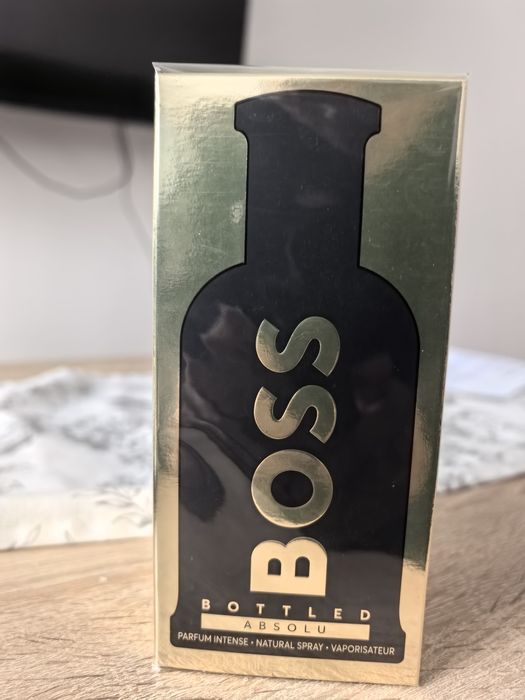 BOSS
BOTTLED
ABSOLU
PARFUM INTENSE • NATURAL SPRAY • VAPORISATEUR